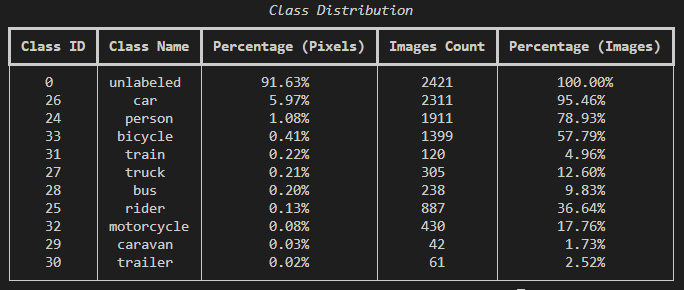 Class Distribution
Class ID Class Name Percentage (Pixels) Images Count Percentage (Images)
0 unlabeled 91.63% 2421 100.00%
26 car 5.97% 2311 95.46%
24 person 1.08% 1911 78.93%
33 bicycle 0.41% 1399 57.79%
31 train 0.22% 120 4.96%
27 truck 0.21% 305 12.60%
28 bus 0.20% 238 9.83%
25 rider 0.13% 887 36.64%
32 motorcycle 0.08% 430 17.76%
29 caravan 0.03% 42 1.73%
30 trailer 0.02% 61 2.52%